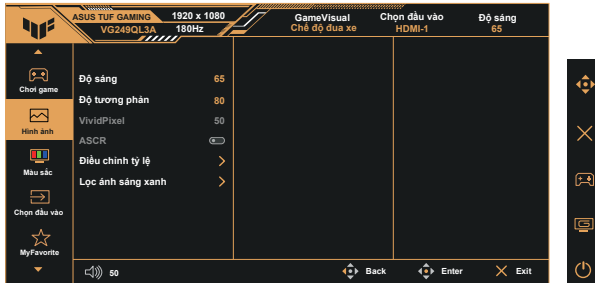 ASUS TUF GAMING 1920 x 1080 GameVisual Chọn đầu vào Độ sáng
VG249QL3A 180Hz Chế độ đua xe HDMI-1 65
Chơi game
Hình ảnh
Màu sắc
Chọn đầu vào
MyFavorite
Độ sáng 65
Độ tương phản 80
VividPixel 50
ASCR
Điều chỉnh tỷ lệ
Lọc ánh sáng xanh
50 Back Enter Exit